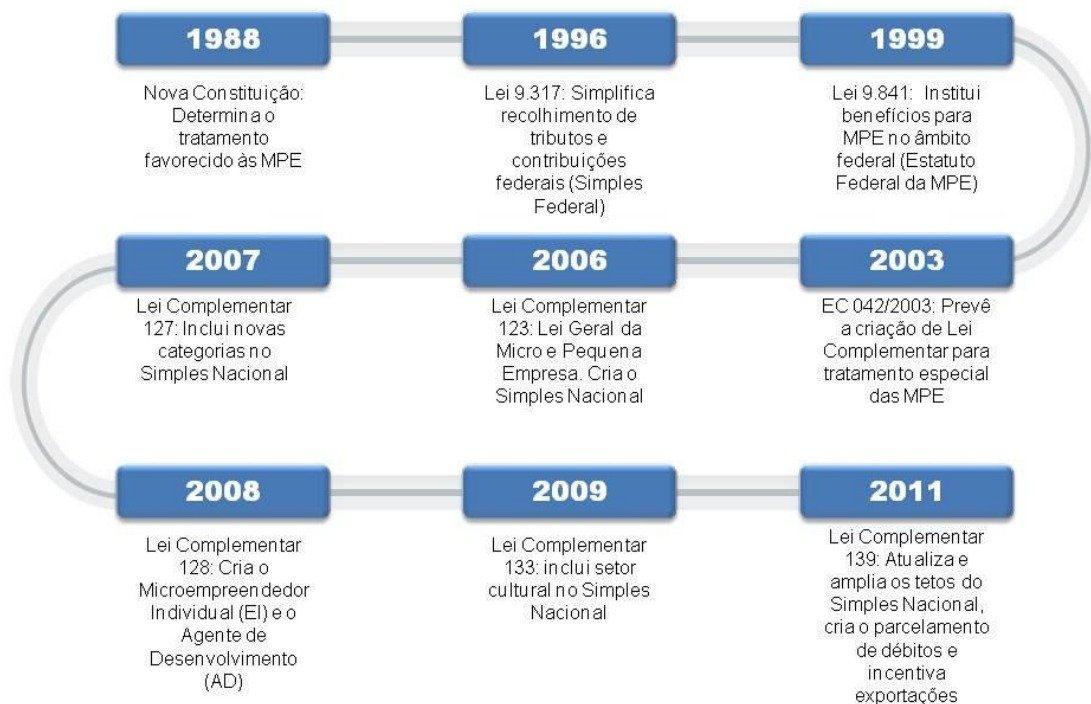 1988
Nova Constituição:
Determina o
tratamento
favorecido às MPE
1996
Lei 9.317: Simplifica
recolhimento de
tributos e
contribuições
federais (Simples
Federal)
1999
Lei 9.841: Institui
benefícios para
MPE no âmbito
federal (Estatuto
Federal da MPE)
2003
EC 042/2003: Prevê
a criação de Lei
Complementar para
tratamento especial
das MPE
2006
Lei Complementar
123: Lei Geral da
Micro e Pequena
Empresa. Cria o
Simples Nacional
2007
Lei Complementar
127: Inclui novas
categorias no
Simples Nacional
2008
Lei Complementar
128: Cria o
Microempreendedor
Individual (EI) e o
Agente de
Desenvolvimento
(AD)
2009
Lei Complementar
133: inclui setor
cultural no Simples
Nacional
2011
Lei Complementar
139: Atualiza e
amplia os tetos do
Simples Nacional,
cria o parcelamento
de débitos e
incentiva
exportações